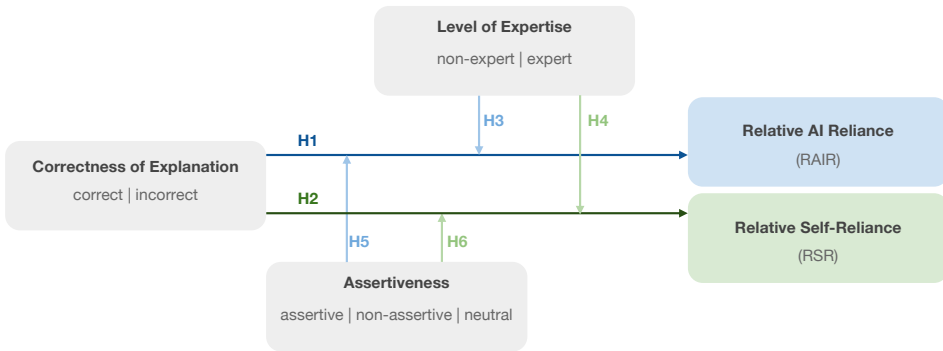 Level of Expertise
non-expert | expert
H3
H4
H1
Relative AI Reliance
(RAIR)
Correctness of Explanation
correct | incorrect
H2
Relative Self-Reliance
(RSR)
H5
H6
Assertiveness
assertive | non-assertive | neutral